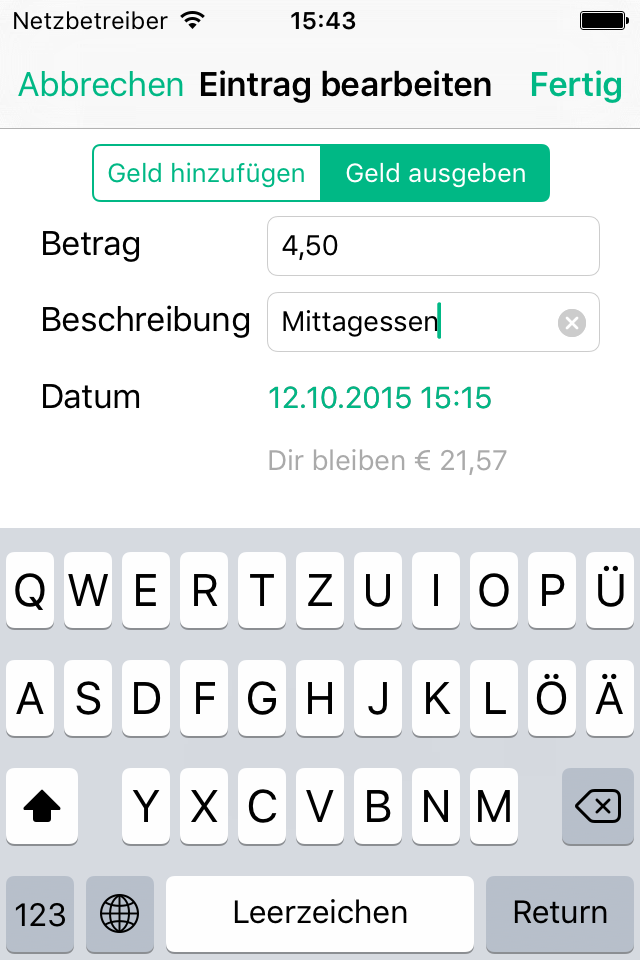 Netzbetreiber 15:43
Abbrechen Eintrag bearbeiten Fertig
Geld hinzufügen Geld ausgeben
Betrag 4,50
Beschreibung Mittagessen
Datum 12.10.2015 15:15
Dir bleiben € 21,57
Q W E R T Z U I O P Ü
A S D F G H J K L Ö Ä
Y X C V B N M
123 Leerzeichen Return